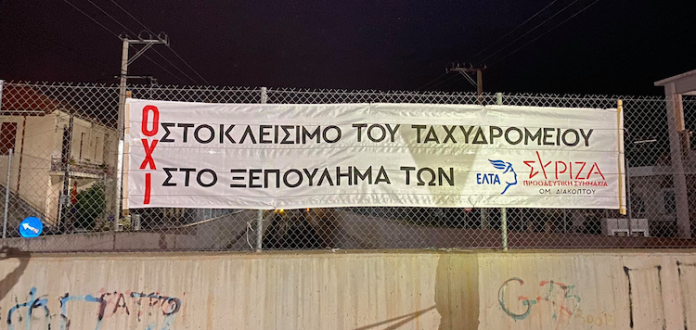 ΟΧΙ
ΣΤΟ ΚΛΕΙΣΙΜΟ ΤΟΥ ΤΑΧΥΔΡΟΜΕΙΟΥ
ΣΤΟ ΞΕΠΟΥΛΗΜΑ ΤΩΝ ΕΛΤΑ
ΣΥΡΙΖΑ
ΠΡΟΟΔΕΥΤΙΚΗ ΣΥΜΜΑΧΙΑ
ΟΜ. ΔΙΑΚΟΠΤΟΥ